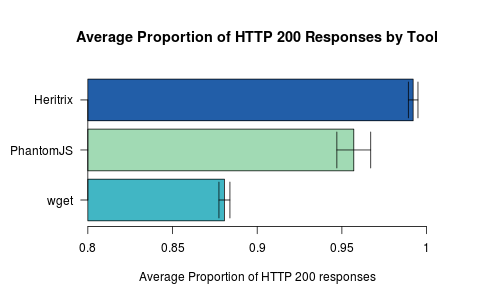 Average Proportion of HTTP 200 Responses by Tool
Heritrix
PhantomJS
wget
0.8 0.85 0.9 0.95 1
Average Proportion of HTTP 200 responses